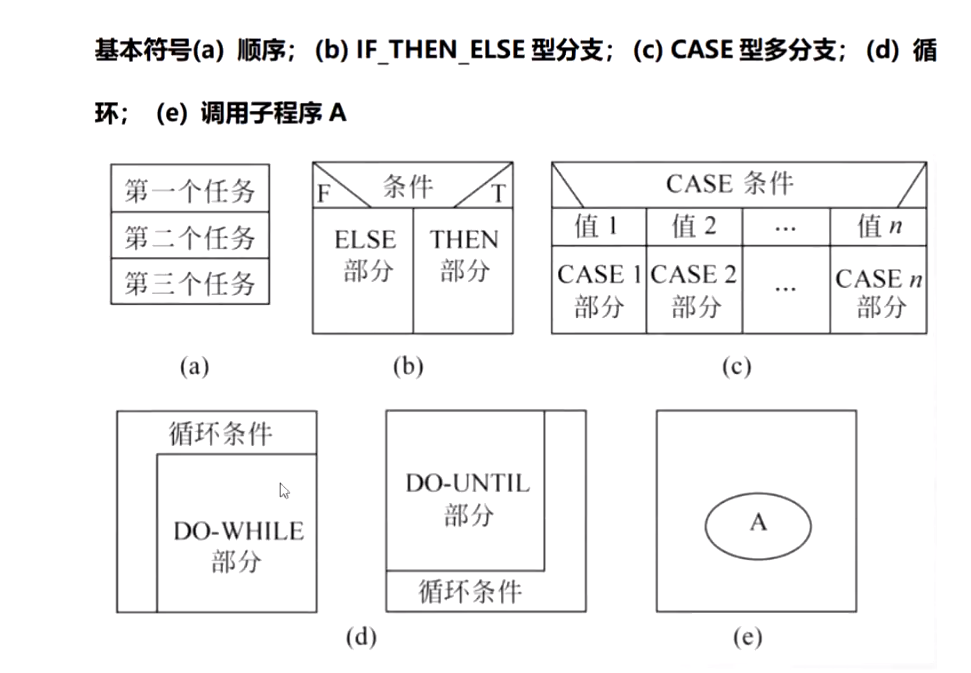 基本符号(a) 顺序； (b) IF_THEN_ELSE 型分支； (c) CASE 型多分支； (d) 循
环； (e) 调用子程序 A
第一个任务
第二个任务
第三个任务
(a)
F 条件 T
ELSE THEN
部分 部分
(b)
CASE 条件
值 1 值 2 … 值 n
CASE 1 CASE 2 … CASE n
部分 部分 部分
(c)
循环条件
DO-WHILE
部分
DO-UNTIL
部分
循环条件
(d)
A
(e)